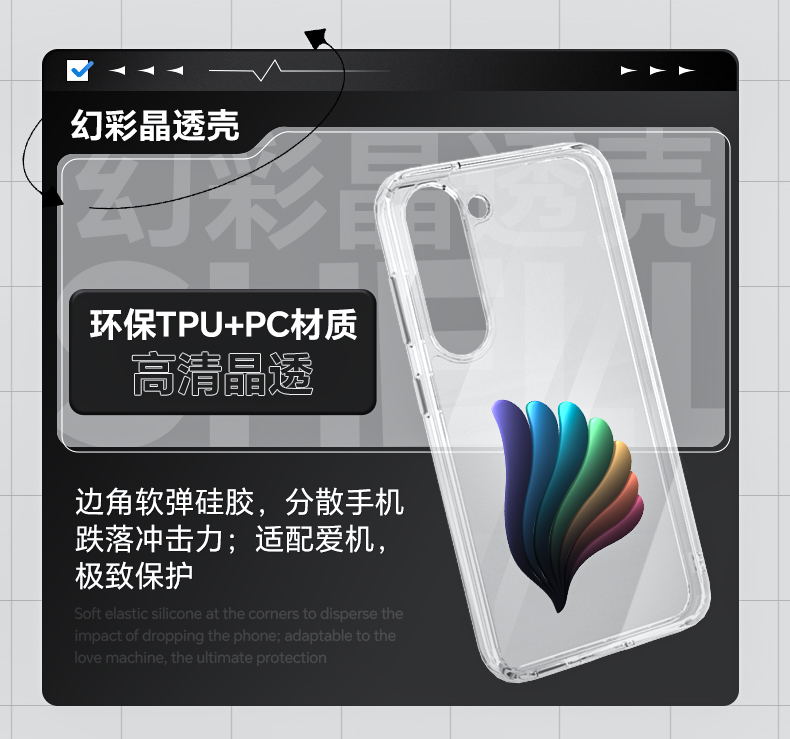 幻彩晶透壳
幻彩晶透壳
SHELL
环保TPU+PC材质
高清晶透
边角软弹硅胶，分散手机
跌落冲击力；适配爱机，
极致保护
Soft elastic silicone at the corners to disperse the
impact of dropping the phone; adaptable to the
love machine, the ultimate protection